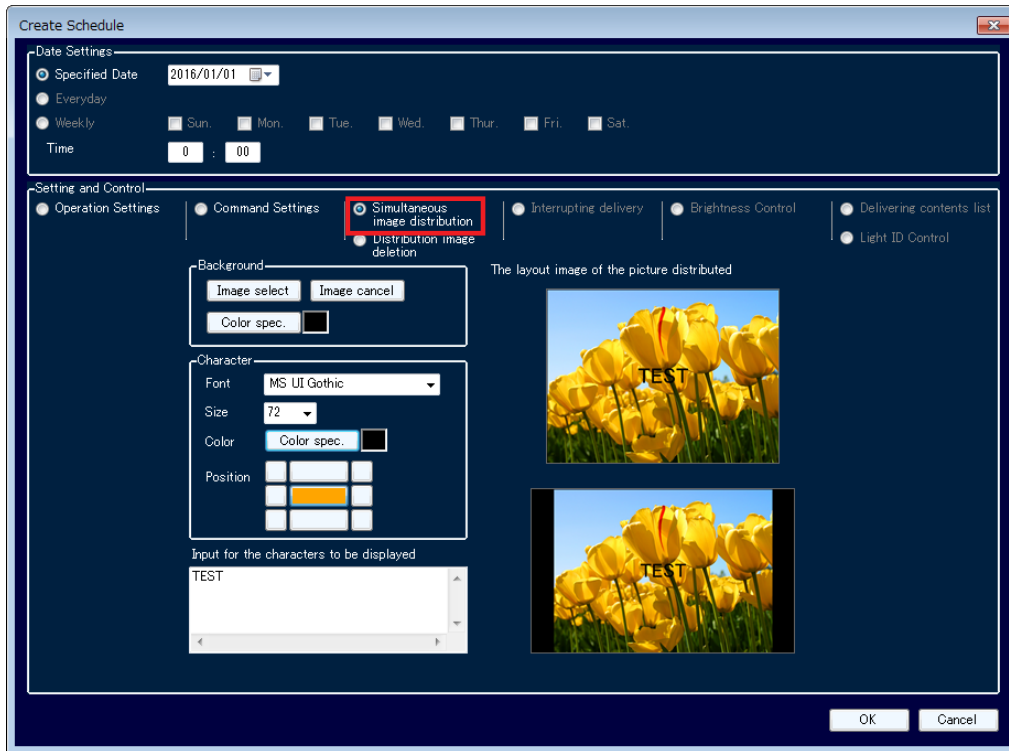 Create Schedule
Date Settings
Specified Date 2016/01/01
Everyday
Weekly Sun. Mon. Tue. Wed. Thur. Fri. Sat.
Time 0 : 00
Setting and Control
Operation Settings Command Settings Simultaneous image distribution Interrupting delivery Brightness Control Delivering contents list
Distribution image deletion Light ID Control
Background
Image select Image cancel
Color spec.
The layout image of the picture distributed
TEST
Character
Font MS UI Gothic
Size 72
Color Color spec.
Position
Input for the characters to be displayed
TEST
TEST
OK Cancel